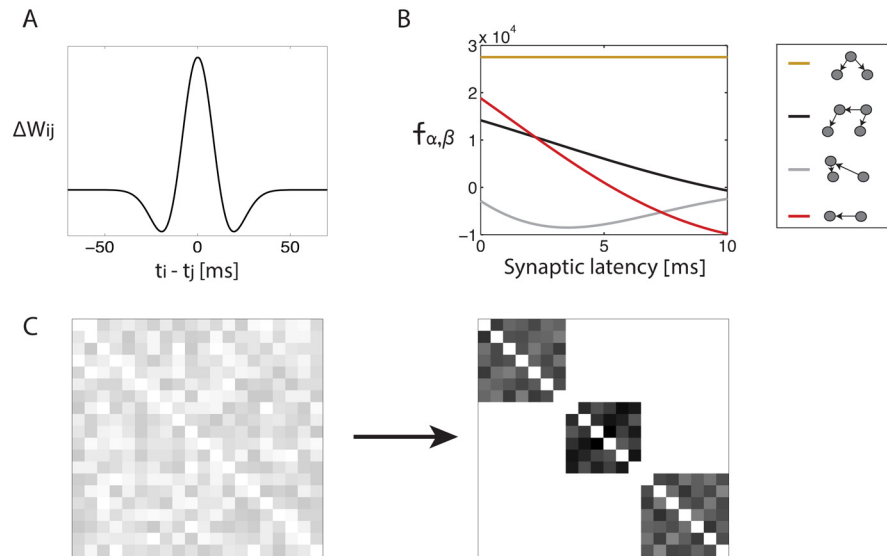 A
ΔWij
−50
0
50
ti - tj [ms]
B
3 x 10^4
2
1
0
−1
fα,β
0
5
10
Synaptic latency [ms]
C